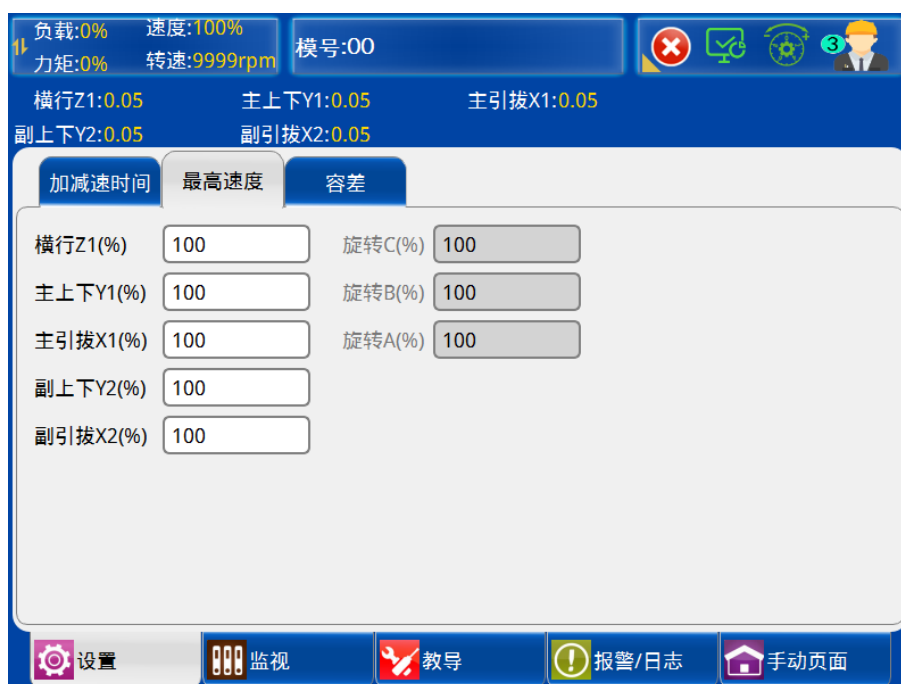 负载:0% 速度:100%
模号:00
3
力矩:0% 转速:9999rpm
横行Z1:0.05 主上下Y1:0.05 主引拔X1:0.05
副上下Y2:0.05 副引拔X2:0.05
加减速时间 最高速度 容差
横行Z1(%) 100 旋转C(%) 100
主上下Y1(%) 100 旋转B(%) 100
主引拔X1(%) 100 旋转A(%) 100
副上下Y2(%) 100
副引拔X2(%) 100
设置 监视 教导 报警/日志 手动页面